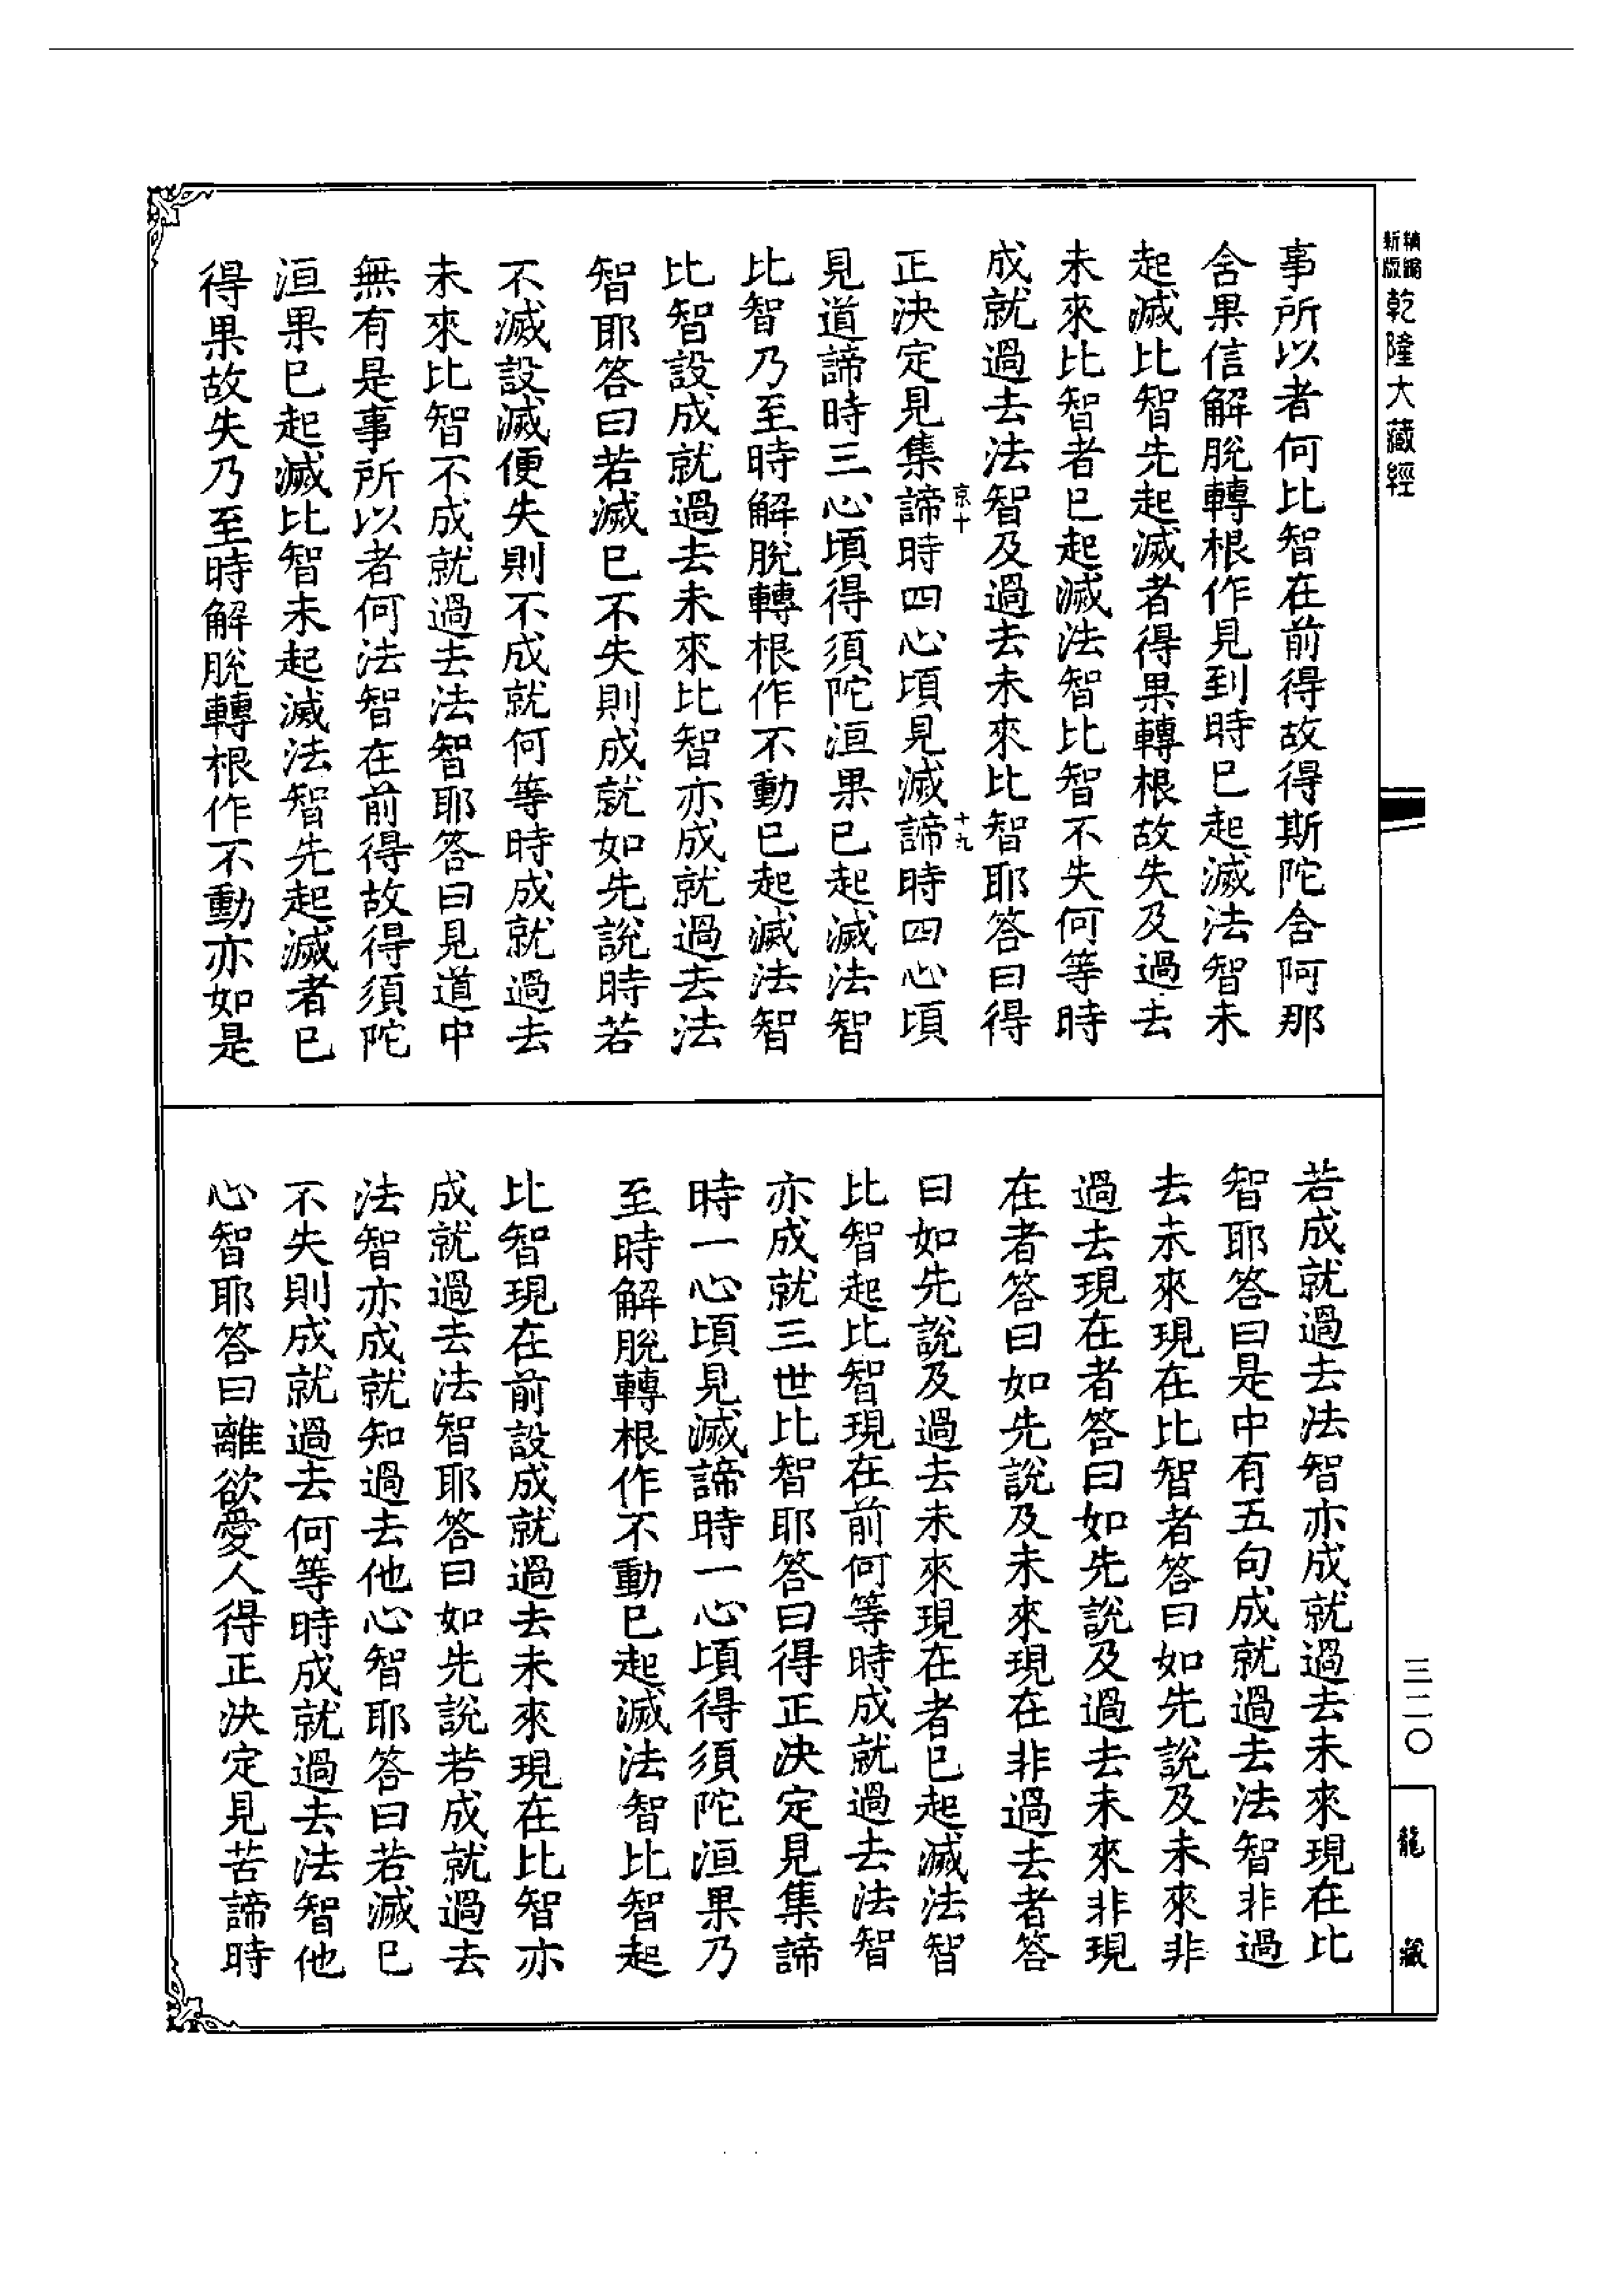 新版精編乾隆大藏經
事所以者何比智在前得故得斯陀含阿那
含果信解脫轉根作見到時已起滅法智未
起滅比智先起滅者得果轉根故失及過去
未來比智者已起滅法智比智不失何等時
成就過去法智及過去未來比智耶答曰得
正決定見集諦時四心頃見滅諦時四心頃
京十
十九
見道諦時三心頃得須陀洹果已起滅法智
比智乃至時解脫轉根作不動已起滅法智
比智設成就過去未來比智亦成就過去法
智耶答曰若滅已不失則成就如先說時若
不滅設滅便失則不成就何等時成就過去
未來比智不成就過去法智耶答曰見道中
無有是事所以者何法智在前得故得須陀
洹果已起滅比智未起滅法智先起滅者已
得果故失乃至時解脫轉根作不動亦如是
若成就過去法智亦成就過去未來現在比
智耶答曰是中有五句成就過去法智非過
去未來現在比智者答曰如先說及未來非
過去現在者答曰如先說及過去未來非現
在者答曰如先說及未來現在非過去者答
曰如先說及過去未來現在者已起滅法智
比智起比智現在前何等時成就過去法智
亦成就三世比智耶答曰得正決定見集諦
時一心頃見滅諦時一心頃得須陀洹果乃
至時解脫轉根作不動已起滅法智比智起
比智現在前設成就過去未來現在比智亦
成就過去法智耶答曰如先說若成就過去
法智亦成就知過去他心智耶答曰若滅已
不失則成就過去何等時成就過去法智他
心智耶答曰離欲愛人得正決定見苦諦時
三二〇
龍藏